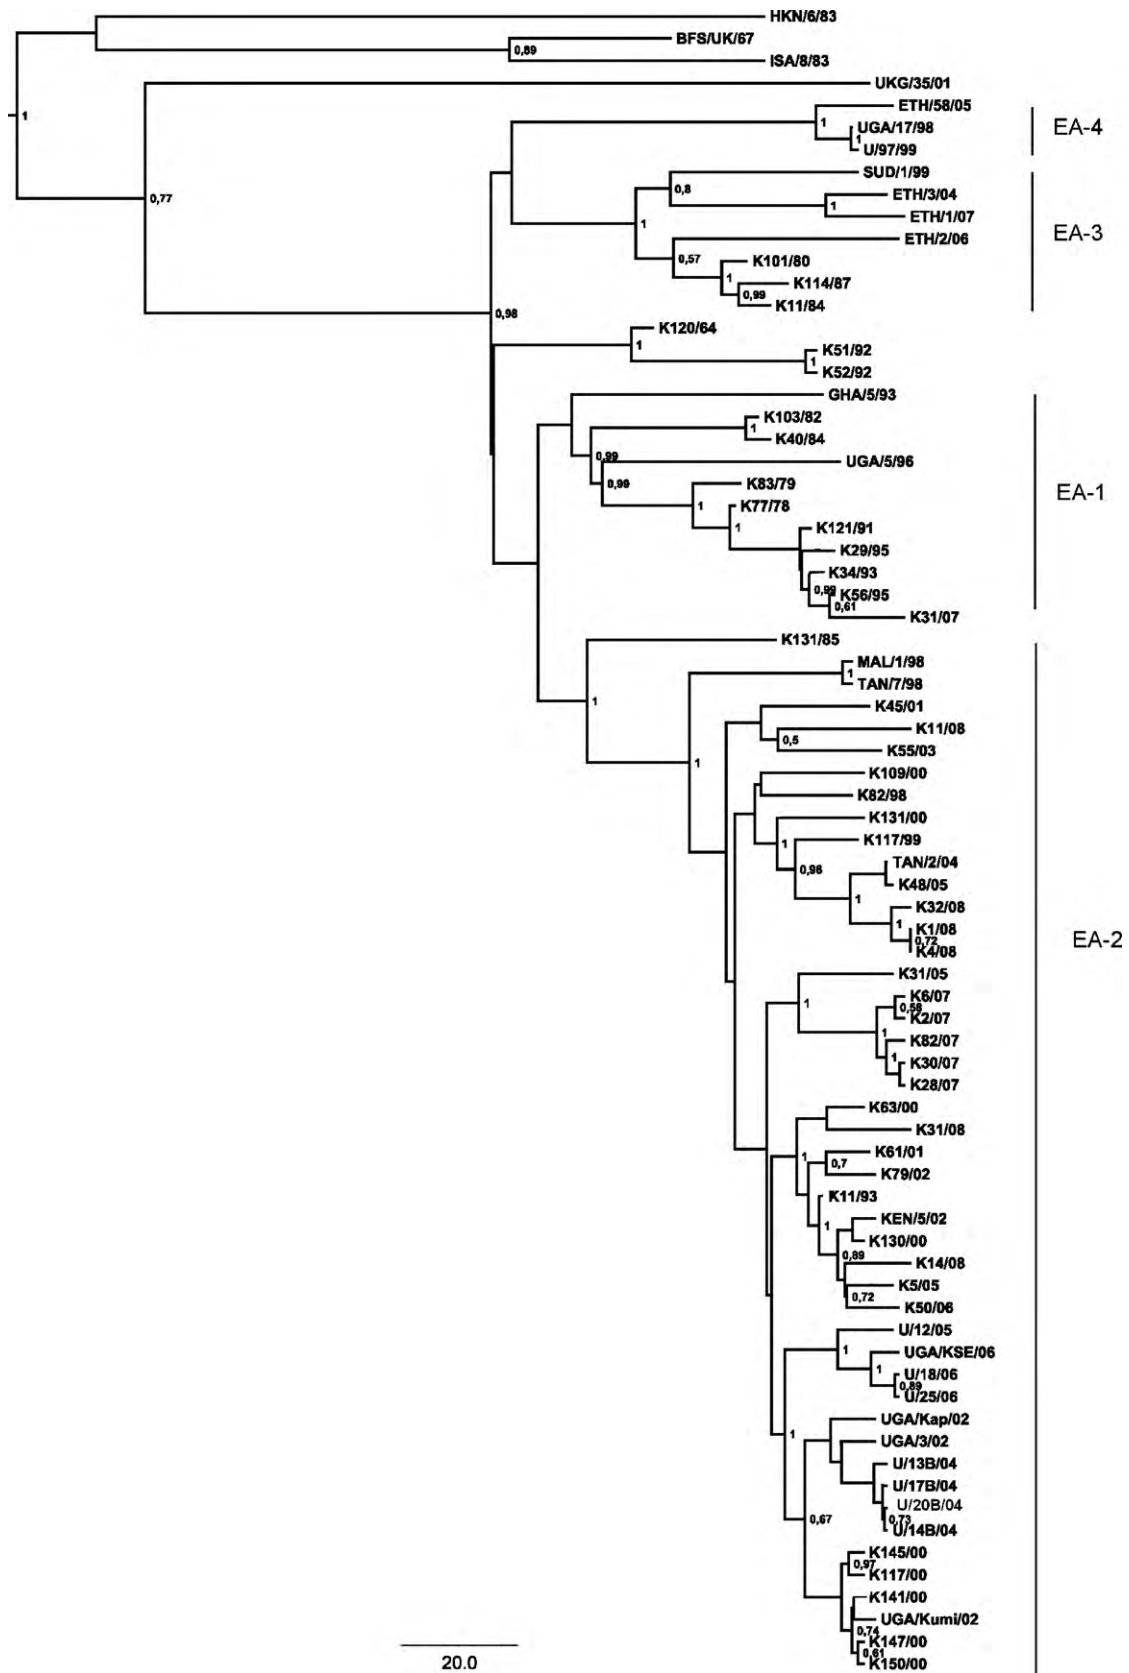 HKN/6/83
BFS/UK/67
0,89
ISA/8/83
UKG/35/01
1
ETH/58/05
1
UGA/17/98
EA-4
1
U/97/99
SUD/1/99
0,8
ETH/3/04
0,77
1
ETH/1/07
1
EA-3
ETH/2/06
0,57
K101/80
1
K114/87
0,99
K11/84
0,98
K120/64
1
K51/92
1
K52/92
GHA/5/93
K103/82
1
K40/84
0,99
UGA/5/96
0,99
K83/79
EA-1
1
K77/78
1
K121/91
K29/95
K34/93
0,99
K56/95
0,61
K31/07
K131/85
MAL/1/98
1
TAN/7/98
1
K45/01
K11/08
0,5
K55/03
1
K109/00
K82/98
K131/00
1
K117/99
TAN/2/04
0,98
K48/05
1
K32/08
1
K1/08
0,72
EA-2
K4/08
K31/05
K6/07
1
0,58
K2/07
1
K82/07
1
K30/07
K28/07
K63/00
K31/08
K61/01
1
0,7
K79/02
K11/93
KEN/5/02
1
K130/00
0,89
K14/08
K5/05
0,72
K50/06
U/12/05
1
UGA/KSE/06
1
U/18/06
0,89
U/25/06
UGA/Kap/02
1
UGA/3/02
U/13B/04
U/17B/04
U/20B/04
0,67
0,73
U/14B/04
K145/00
0,97
K117/00
K141/00
UGA/Kumi/02
0,74
K147/00
0,61
K150/00
20.0